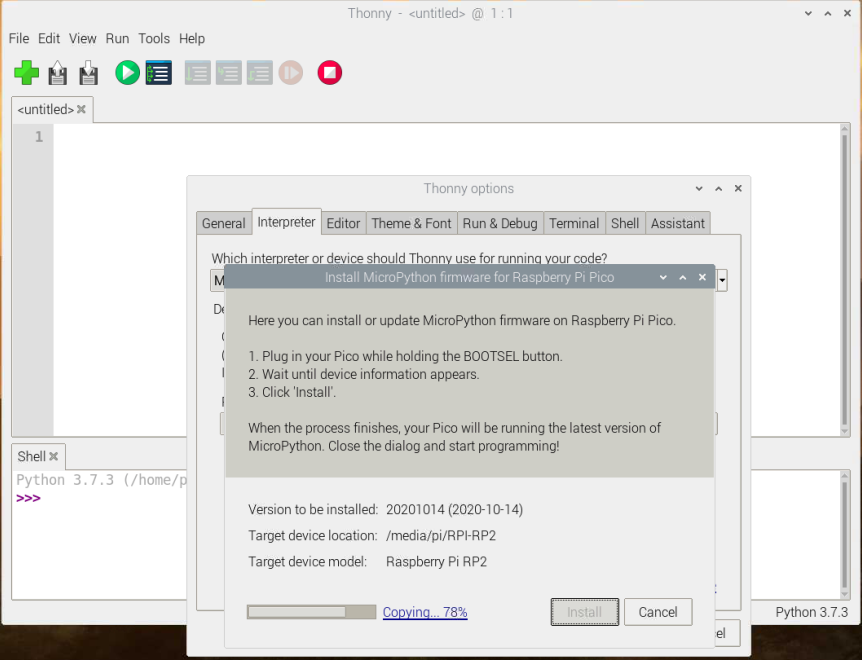 Thonny - <untitled> @ 1 : 1
File Edit View Run Tools Help
<untitled>
1
Thonny options
General Interpreter Editor Theme & Font Run & Debug Terminal Shell Assistant
Which interpreter or device should Thonny use for running your code?
Install MicroPython firmware for Raspberry Pi Pico
Here you can install or update MicroPython firmware on Raspberry Pi Pico.
1. Plug in your Pico while holding the BOOTSEL button.
2. Wait until device information appears.
3. Click 'Install'.
When the process finishes, your Pico will be running the latest version of
MicroPython. Close the dialog and start programming!
Shell
Python 3.7.3 (/home/p
>>>
Version to be installed: 20201014 (2020-10-14)
Target device location: /media/pi/RPI-RP2
Target device model: Raspberry Pi RP2
Copying... 78%
Install Cancel
Python 3.7.3